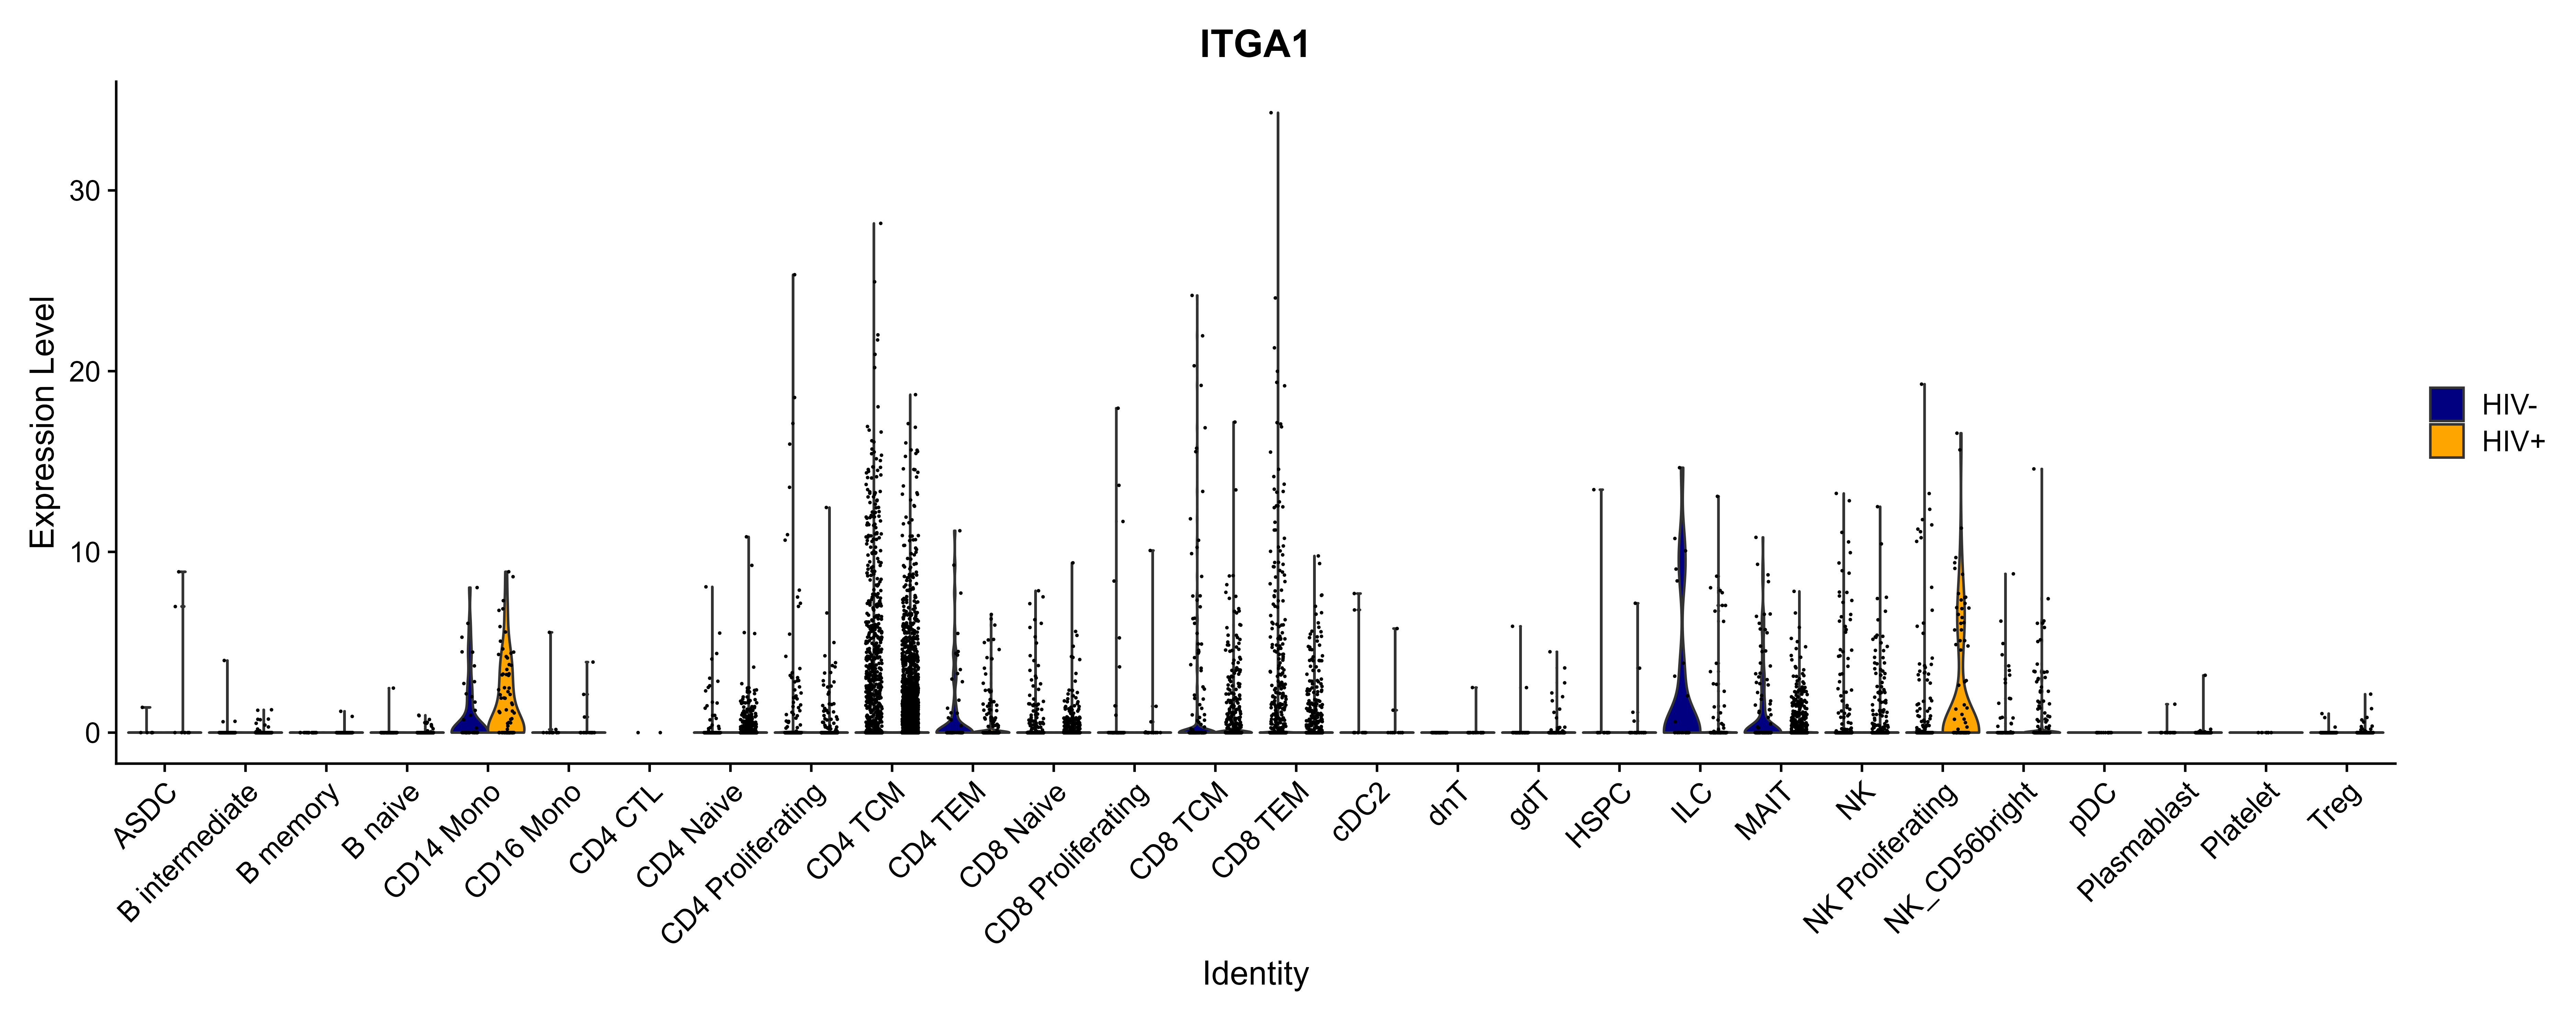 ITGA1
Expression Level
30
20
10
0
HIV-
HIV+
ASDC
B intermediate
B memory
B naive
CD14 Mono
CD16 Mono
CD4 CTL
CD4 Naive
CD4 Proliferating
CD4 TCM
CD4 TEM
CD8 Naive
CD8 Proliferating
CD8 TCM
CD8 TEM
cDC2
dnT
gdT
HSPC
ILC
MAIT
NK
NK Proliferating
NK_CD56bright
pDC
Plasmablast
Platelet
Treg
Identity